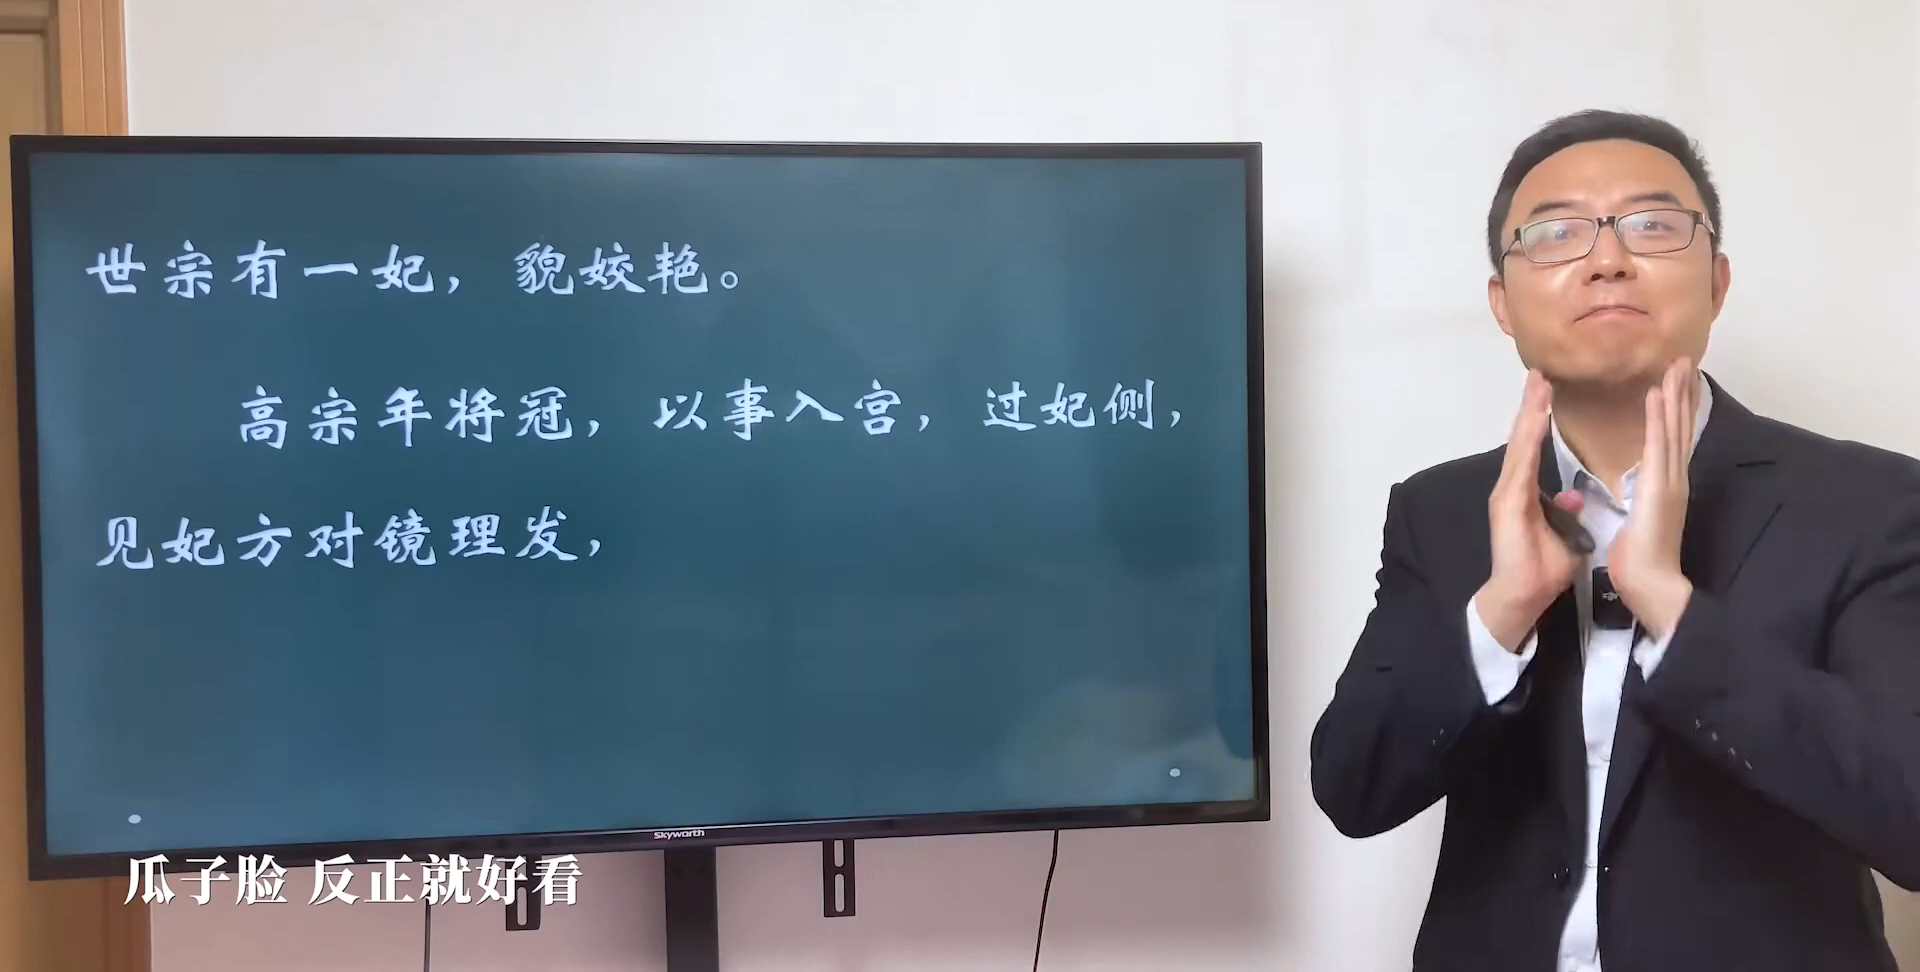 世宗有一妃，貌姣艳。
高宗年将冠，以事入宫，过妃侧，
见妃方对镜理发，
Skyworth
瓜子脸 反正就好看